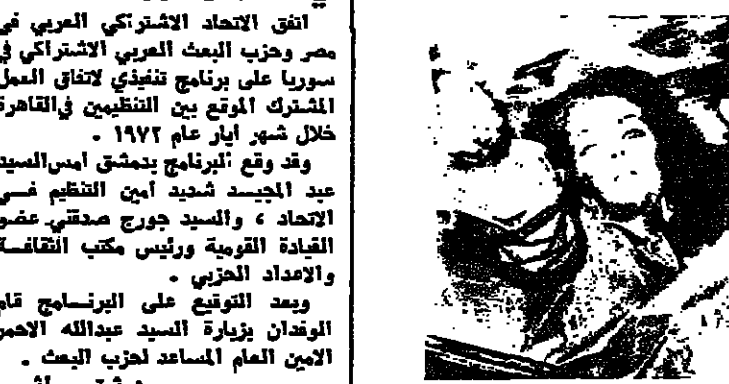 اتفق الاتحاد الاشتراكي العربي في
مصر وحزب البعث العربي الاشتراكي في
سوريا على برنامج تنفيذي لاتفاق العمل
المشترك الموقع بين التنظيمين في القاهرة
خلال شهر ايار عام ١٩٧٢ .
وقد وقع البرنامج بدمشق امس السيد
عبد المجيد شديد أمين التنظيم فسي
الاتحاد ، والسيد جورج صدقني عضو
القيادة القومية ورئيس مكتب الثقافة
والاعداد الحزبي .
وبعد التوقيع على البرنامج قام
الوفدان بزيارة السيد عبدالله الاحمر
الامين العام المساعد لحزب البعث .